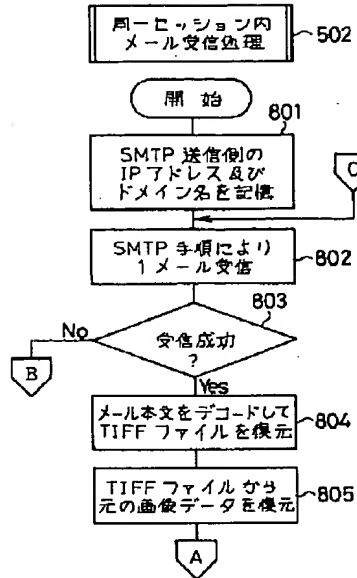 同一セッション内
メール受信処理
502
開始
801
SMTP 送信側の
IPアドレス及び
ドメイン名を記憶
C
SMTP 手順により
1メール受信
802
803
No
受信成功
?
B
Yes
メール本文をデコードして
TIFF ファイルを復元
804
TIFF ファイルから
元の画像データを復元
805
A